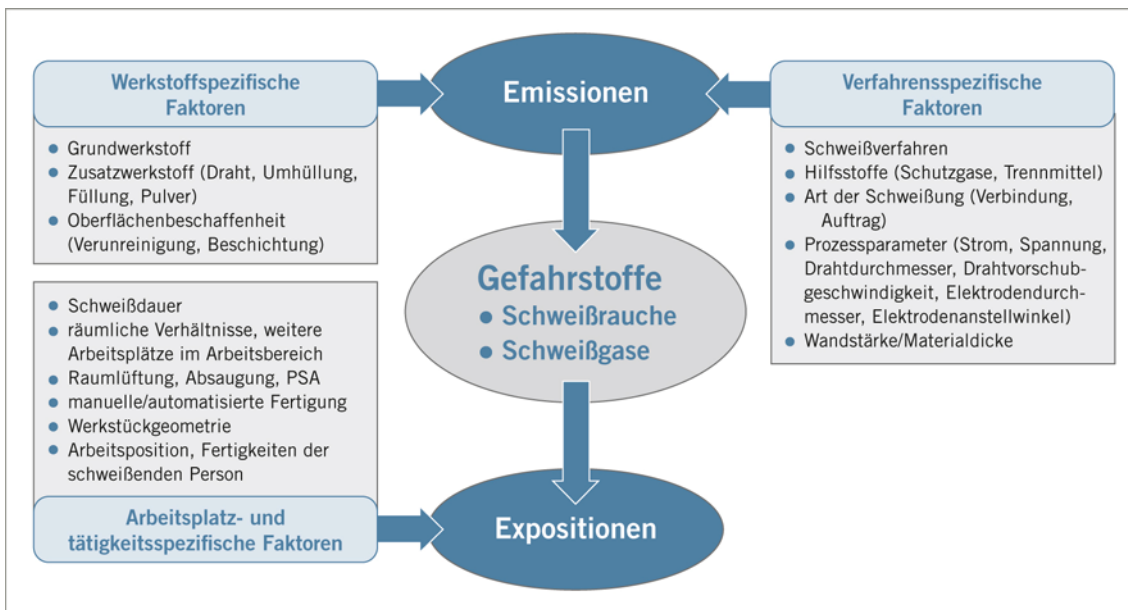 Werkstoffspezifische
Faktoren
● Grundwerkstoff
● Zusatzwerkstoff (Draht, Umhüllung,
Füllung, Pulver)
● Oberflächenbeschaffenheit
(Verunreinigung, Beschichtung)
Emissionen
Verfahrensspezifische
Faktoren
● Schweißverfahren
● Hilfsstoffe (Schutzgase, Trennmittel)
● Art der Schweißung (Verbindung,
Auftrag)
● Prozessparameter (Strom, Spannung,
Drahtdurchmesser, Drahtvorschub-
geschwindigkeit, Elektrodendurch-
messer, Elektrodenanstellwinkel)
● Wandstärke/Materialdicke
Gefahrstoffe
● Schweißrauche
● Schweißgase
● Schweißdauer
● räumliche Verhältnisse, weitere
Arbeitsplätze im Arbeitsbereich
● Raumlüftung, Absaugung, PSA
● manuelle/automatisierte Fertigung
● Werkstückgeometrie
● Arbeitsposition, Fertigkeiten der
schweißenden Person
Arbeitsplatz- und
tätigkeitsspezifische Faktoren
Expositionen